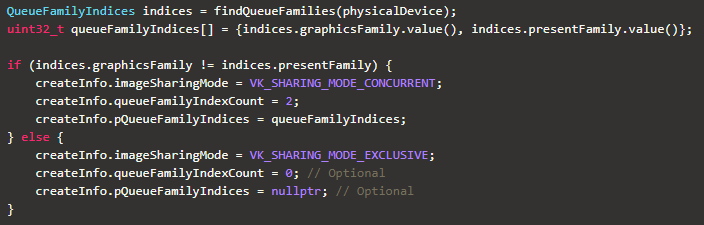 QueueFamilyIndices indices = findQueueFamilies(physicalDevice);
uint32_t queueFamilyIndices[] = {indices.graphicsFamily.value(), indices.presentFamily.value()};

if (indices.graphicsFamily != indices.presentFamily) {
    createInfo.imageSharingMode = VK_SHARING_MODE_CONCURRENT;
    createInfo.queueFamilyIndexCount = 2;
    createInfo.pQueueFamilyIndices = queueFamilyIndices;
} else {
    createInfo.imageSharingMode = VK_SHARING_MODE_EXCLUSIVE;
    createInfo.queueFamilyIndexCount = 0; // Optional
    createInfo.pQueueFamilyIndices = nullptr; // Optional
}